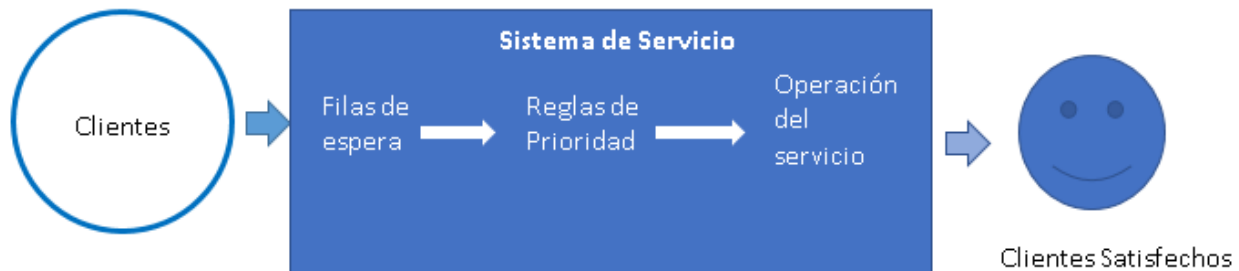 Clientes
Sistema de Servicio
Filas de
espera
Reglas de
Prioridad
Operación
del
servicio
Clientes Satisfechos